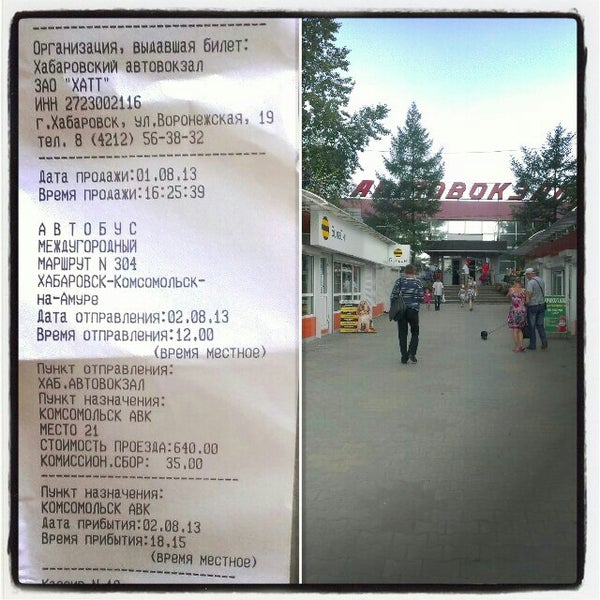 Организация, выдавшая билет:
Хабаровский автовокзал
ЗАО "ХАТТ"
ИНН 2723002116
г.Хабаровск, ул.Воронежская, 19
тел. 8 (4212) 56-38-32
Дата продажи:01.08.13
Время продажи:16:25:39
АВТОБУС
МЕЖДУГОРОДНЫЙ
МАРШРУТ N 304
ХАБАРОВСК-Комсомольск-
на-Амуре
Дата отправления:02.08.13
Время отправления:12.00
(время местное)
Пункт отправления:
ХАБ.АВТОВОКЗАЛ
Пункт назначения:
КОМСОМОЛЬСК АВК
МЕСТО 21
СТОИМОСТЬ ПРОЕЗДА:640.00
КОМИССИОН.СБОР: 35.00
Пункт назначения:
КОМСОМОЛЬСК АВК
Дата прибытия:02.08.13
Время прибытия:18.15
(время местное)
АВТОВОКЗАЛ
Билайн